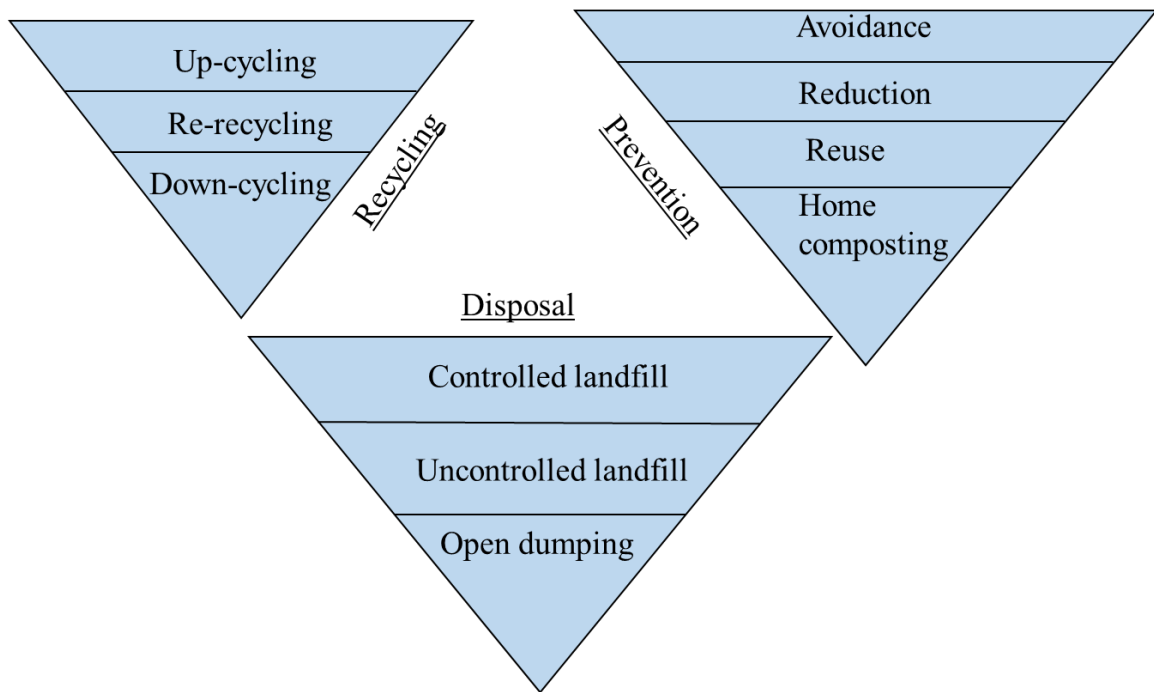 Up-cycling
Re-recycling
Down-cycling
Recycling
Avoidance
Reduction
Reuse
Home
composting
Prevention
Disposal
Controlled landfill
Uncontrolled landfill
Open dumping